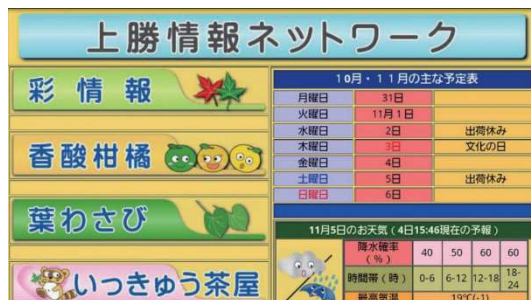 上勝情報ネットワーク
彩 情 報
香酸柑橘
葉わさび
いっきゅう茶屋
10月・11月の主な予定表
月曜日 31日
火曜日 11月1日
水曜日 2日 出荷休み
木曜日 3日 文化の日
金曜日 4日
土曜日 5日 出荷休み
日曜日 6日
11月5日のお天気(4日15:46現在の予報)
降水確率(%) 40 50 60 60
時間帯(時) 0-6 6-12 12-18 18-24
最高気温 19℃(-1)